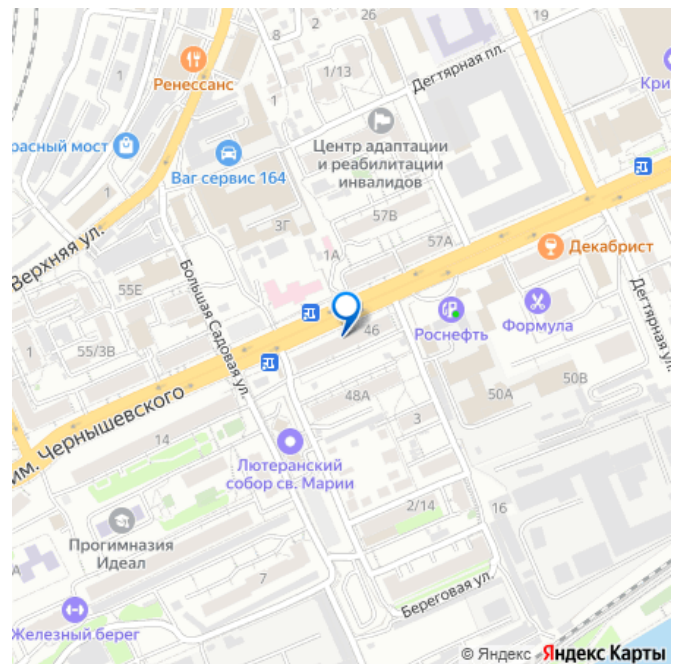 26
19
2
8
Дегтярная пл.
1/13
Ренессанс
1
1
Кри
Центр адаптации
и реабилитации
инвалидов
расный мост
Ваг сервис 164
1
57В
3Г
57А
1А
Декабрист
Верхняя ул.
55Е
Большая Садовая ул.
Дегтярная ул.
46
Роснефть
Формула
1
55/3В
им. Чернышевского
48А
50А
50В
3
14
Лютеранский
собор св. Марии
2/14
16
Прогимназия
Идеал
7
Береговая ул.
Железный берег
© Яндекс Яндекс Карты